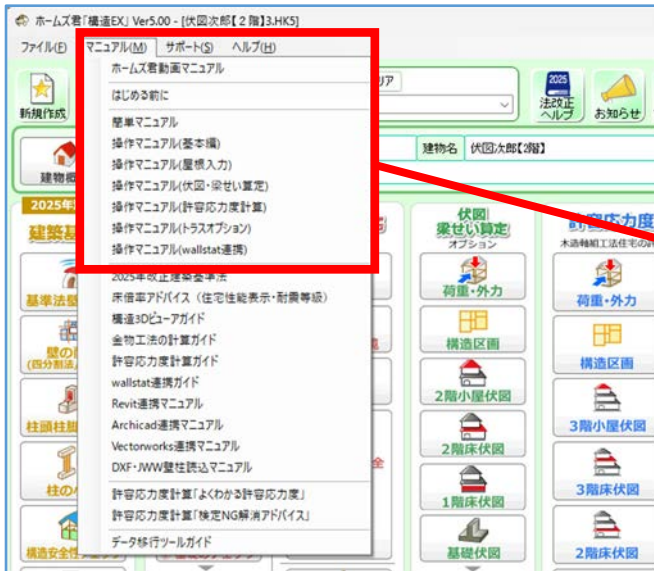 ホームズ君「構造EX」 Ver5.00 - [伏図次郎【2階】3.HK5]
ファイル(F) マニュアル(M) サポート(S) ヘルプ(H)
新規作成
2025
法改正
ヘルプ
お知らせ
建物名 伏図次郎【2階】
ホームズ君動画マニュアル
はじめる前に
簡単マニュアル
操作マニュアル(基本編)
操作マニュアル(屋根入力)
操作マニュアル(伏図・梁せい算定)
操作マニュアル(許容応力度計算)
操作マニュアル(トラスオプション)
操作マニュアル(wallstat連携)
2025年改正建築基準法
床倍率アドバイス（住宅性能表示・耐震等級）
構造3Dビューアガイド
金物工法の計算ガイド
許容応力度計算ガイド
wallstat連携ガイド
Revit連携マニュアル
Archicad連携マニュアル
Vectorworks連携マニュアル
DXF・JWW壁柱読込マニュアル
許容応力度計算「よくわかる許容応力度」
許容応力度計算「検定NG解消アドバイス」
データ移行ツールガイド
伏図
梁せい算定
オプション
荷重・外力
構造区画
2階小屋伏図
2階床伏図
1階床伏図
基礎伏図
許容応力度
木造軸組工法住宅の
荷重・外力
構造区画
3階小屋伏図
3階床伏図
2階床伏図